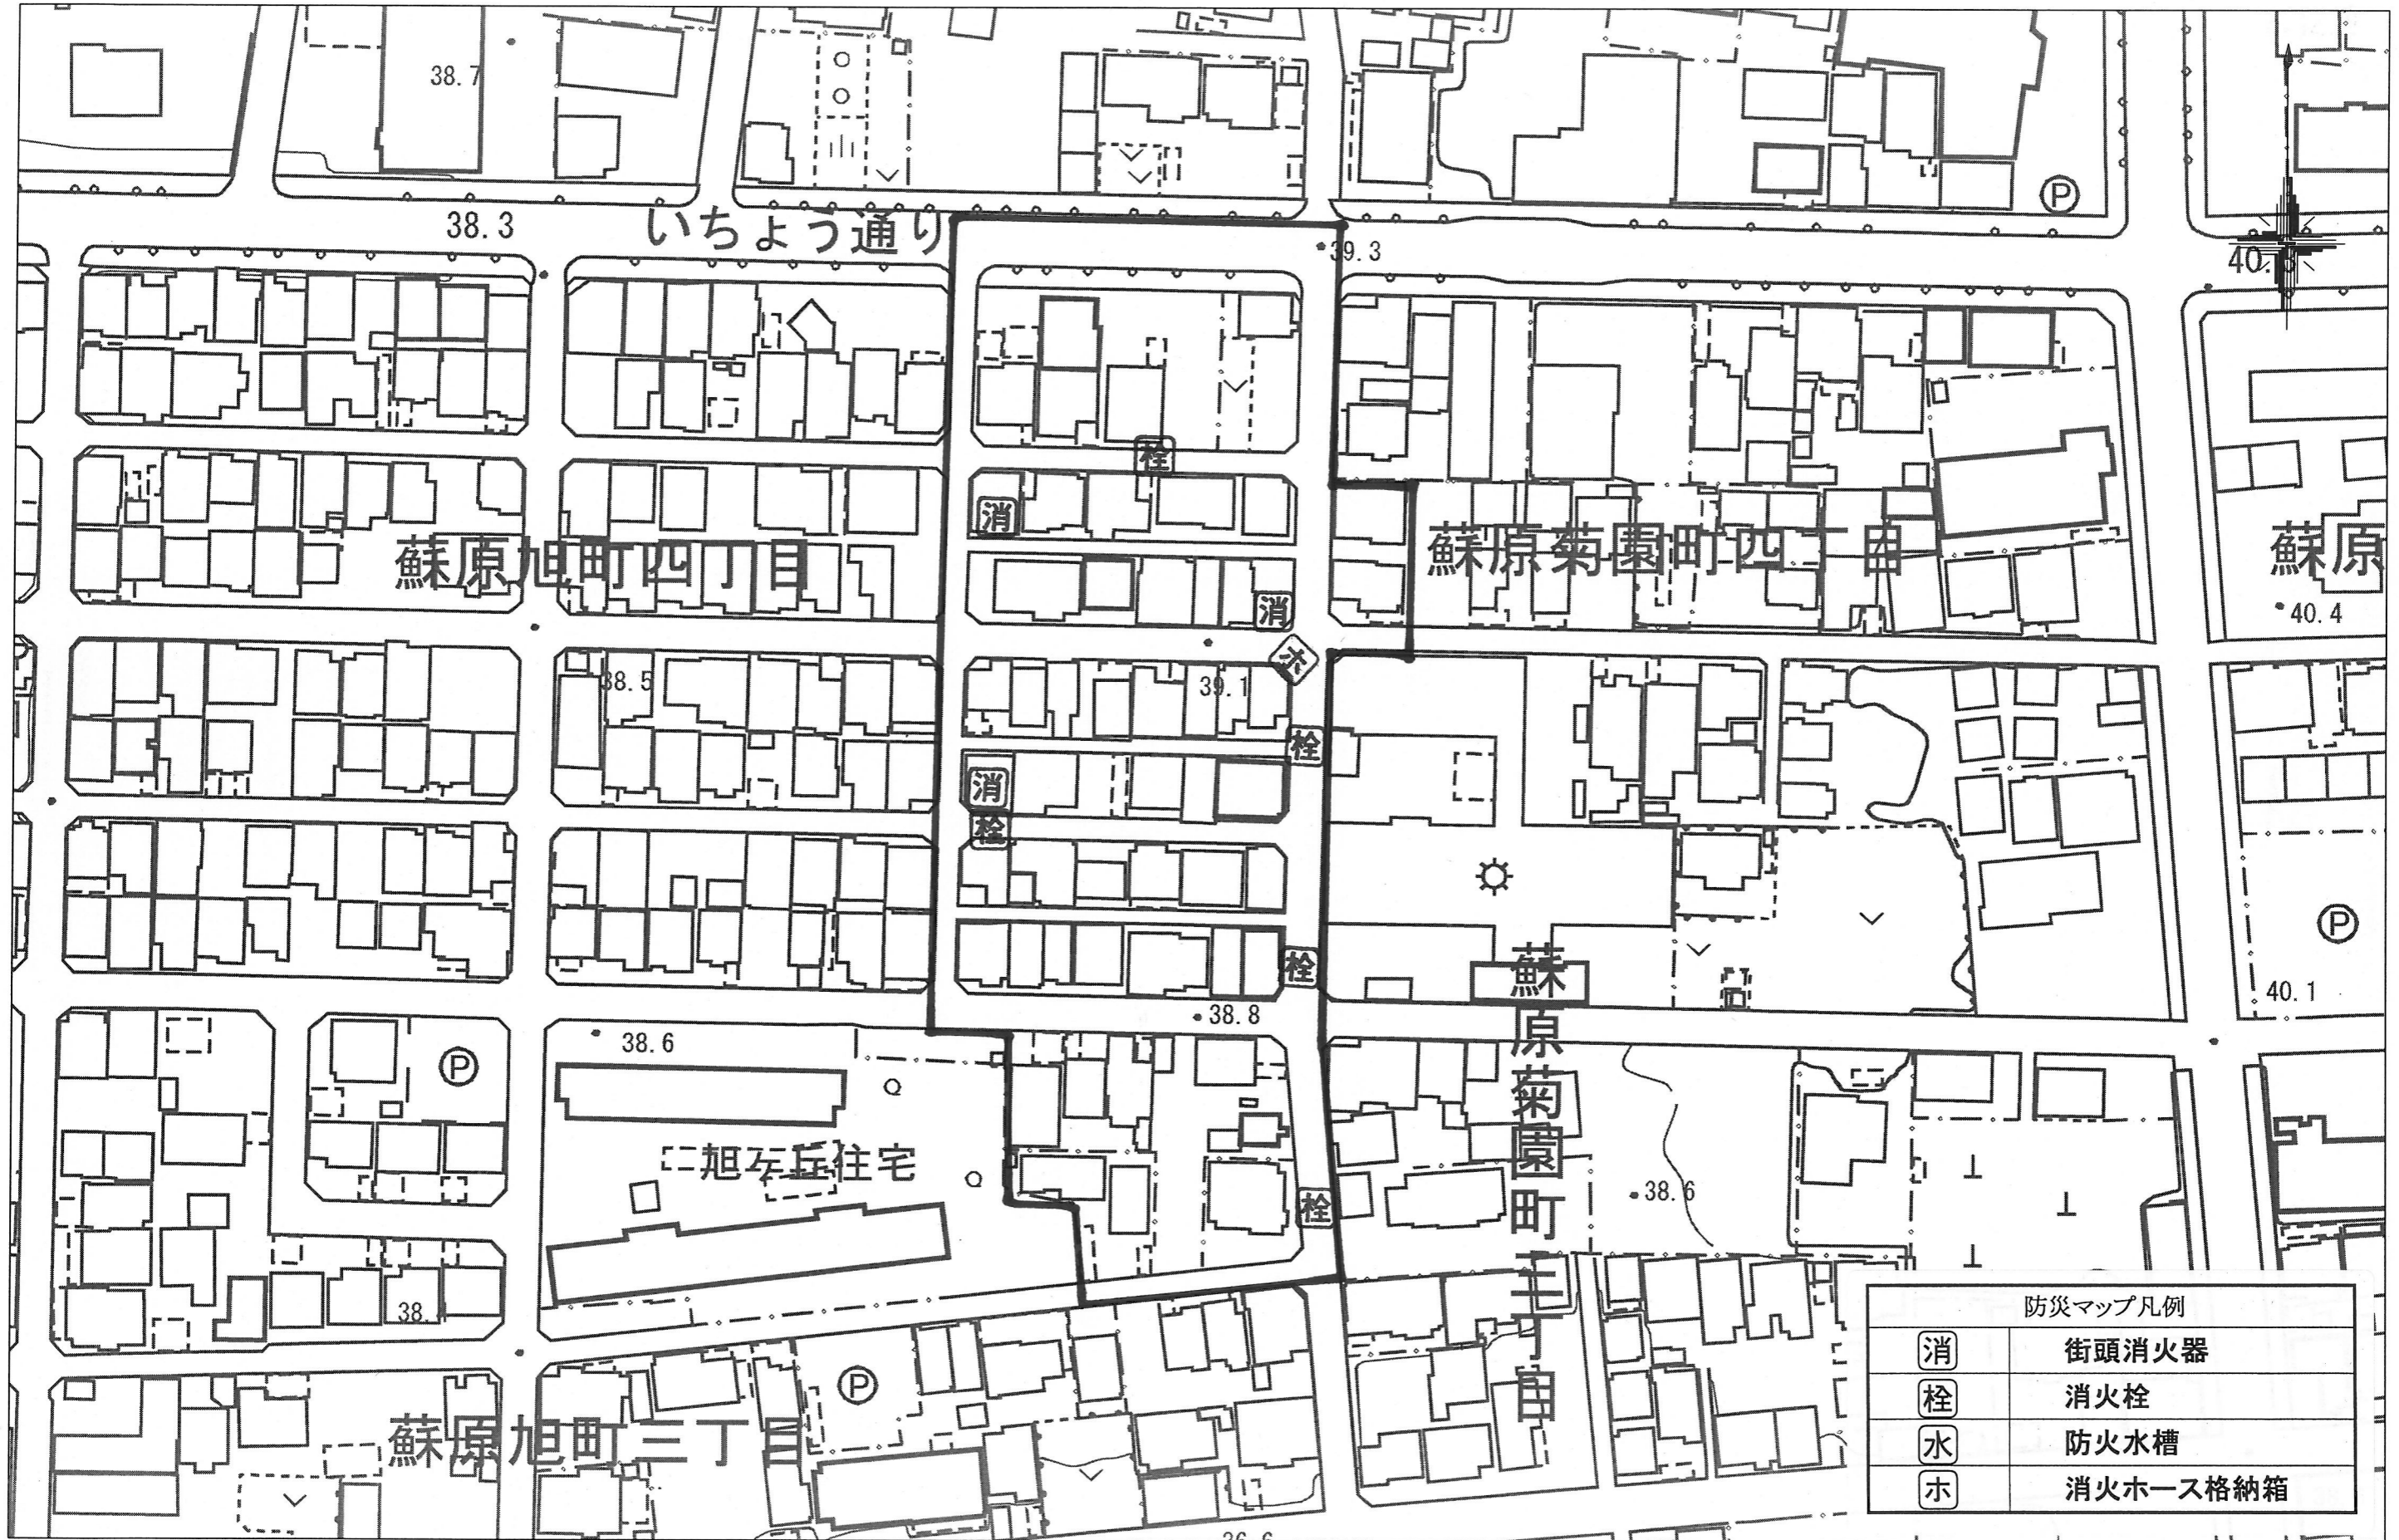 38.7
P
38.3
いちょう通り
39.3
栓
消
蘇原旭町四丁目
蘇原菊園町四丁目
蘇原
消
40.4
ホ
38.5
39.1
栓
消
栓
P
栓
40.1
38.8
38.6
P
旭ケ丘住宅
栓
38.6
蘇原菊園町三丁目
P
蘇原旭町三丁目
防災マップ凡例
消 街頭消火器
栓 消火栓
水 防火水槽
ホ 消火ホース格納箱